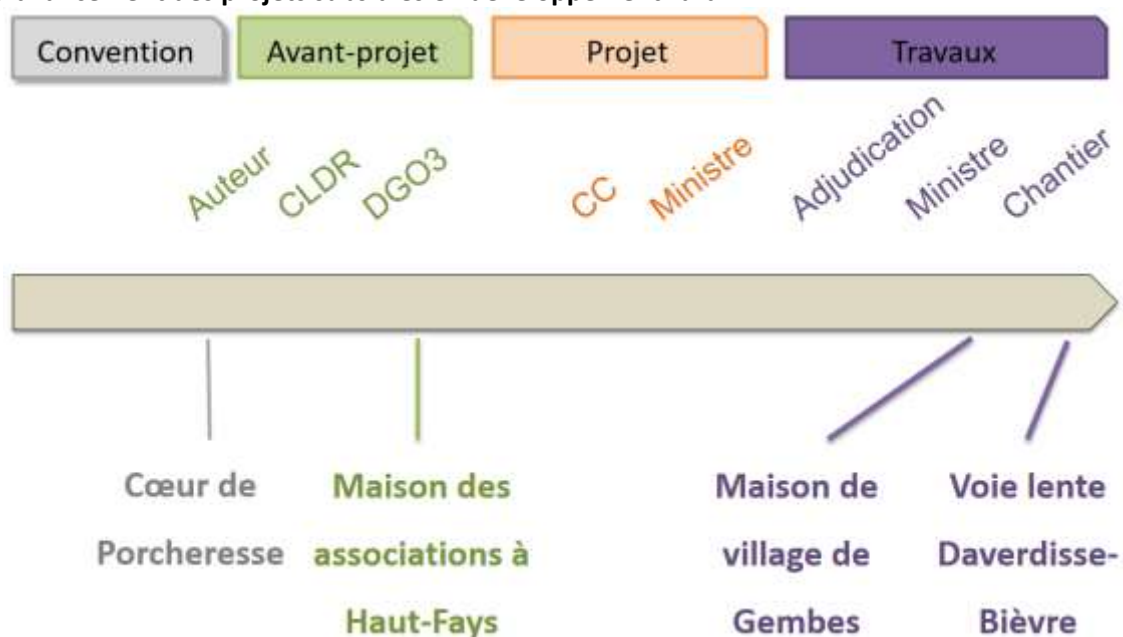 Convention Avant-projet Projet Travaux
Auteur CLDR DGO3 CC Ministre Adjudication Ministre Chantier
Cœur de Porcheresse
Maison des associations à Haut-Fays
Maison de village de Gembes
Voie lente Daverdisse-Bièvre